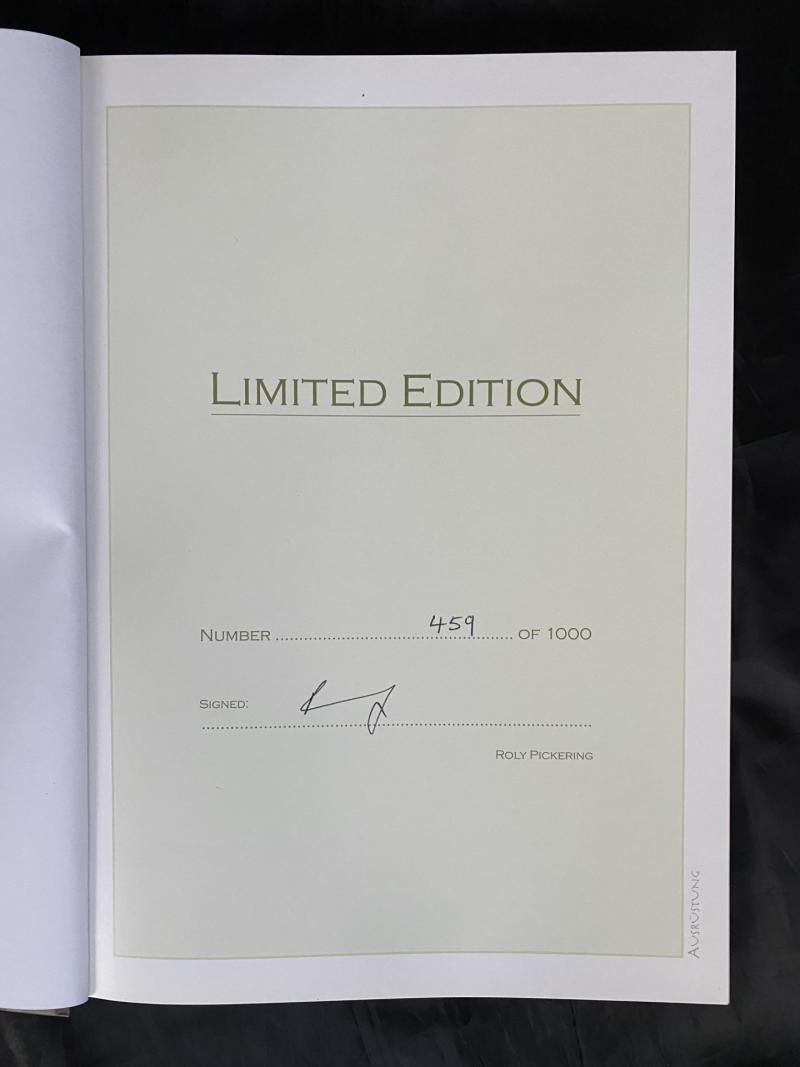 LIMITED EDITION
NUMBER ........ 459 ........ OF 1000
SIGNED:
ROLY PICKERING
AUSRÜSTUNG